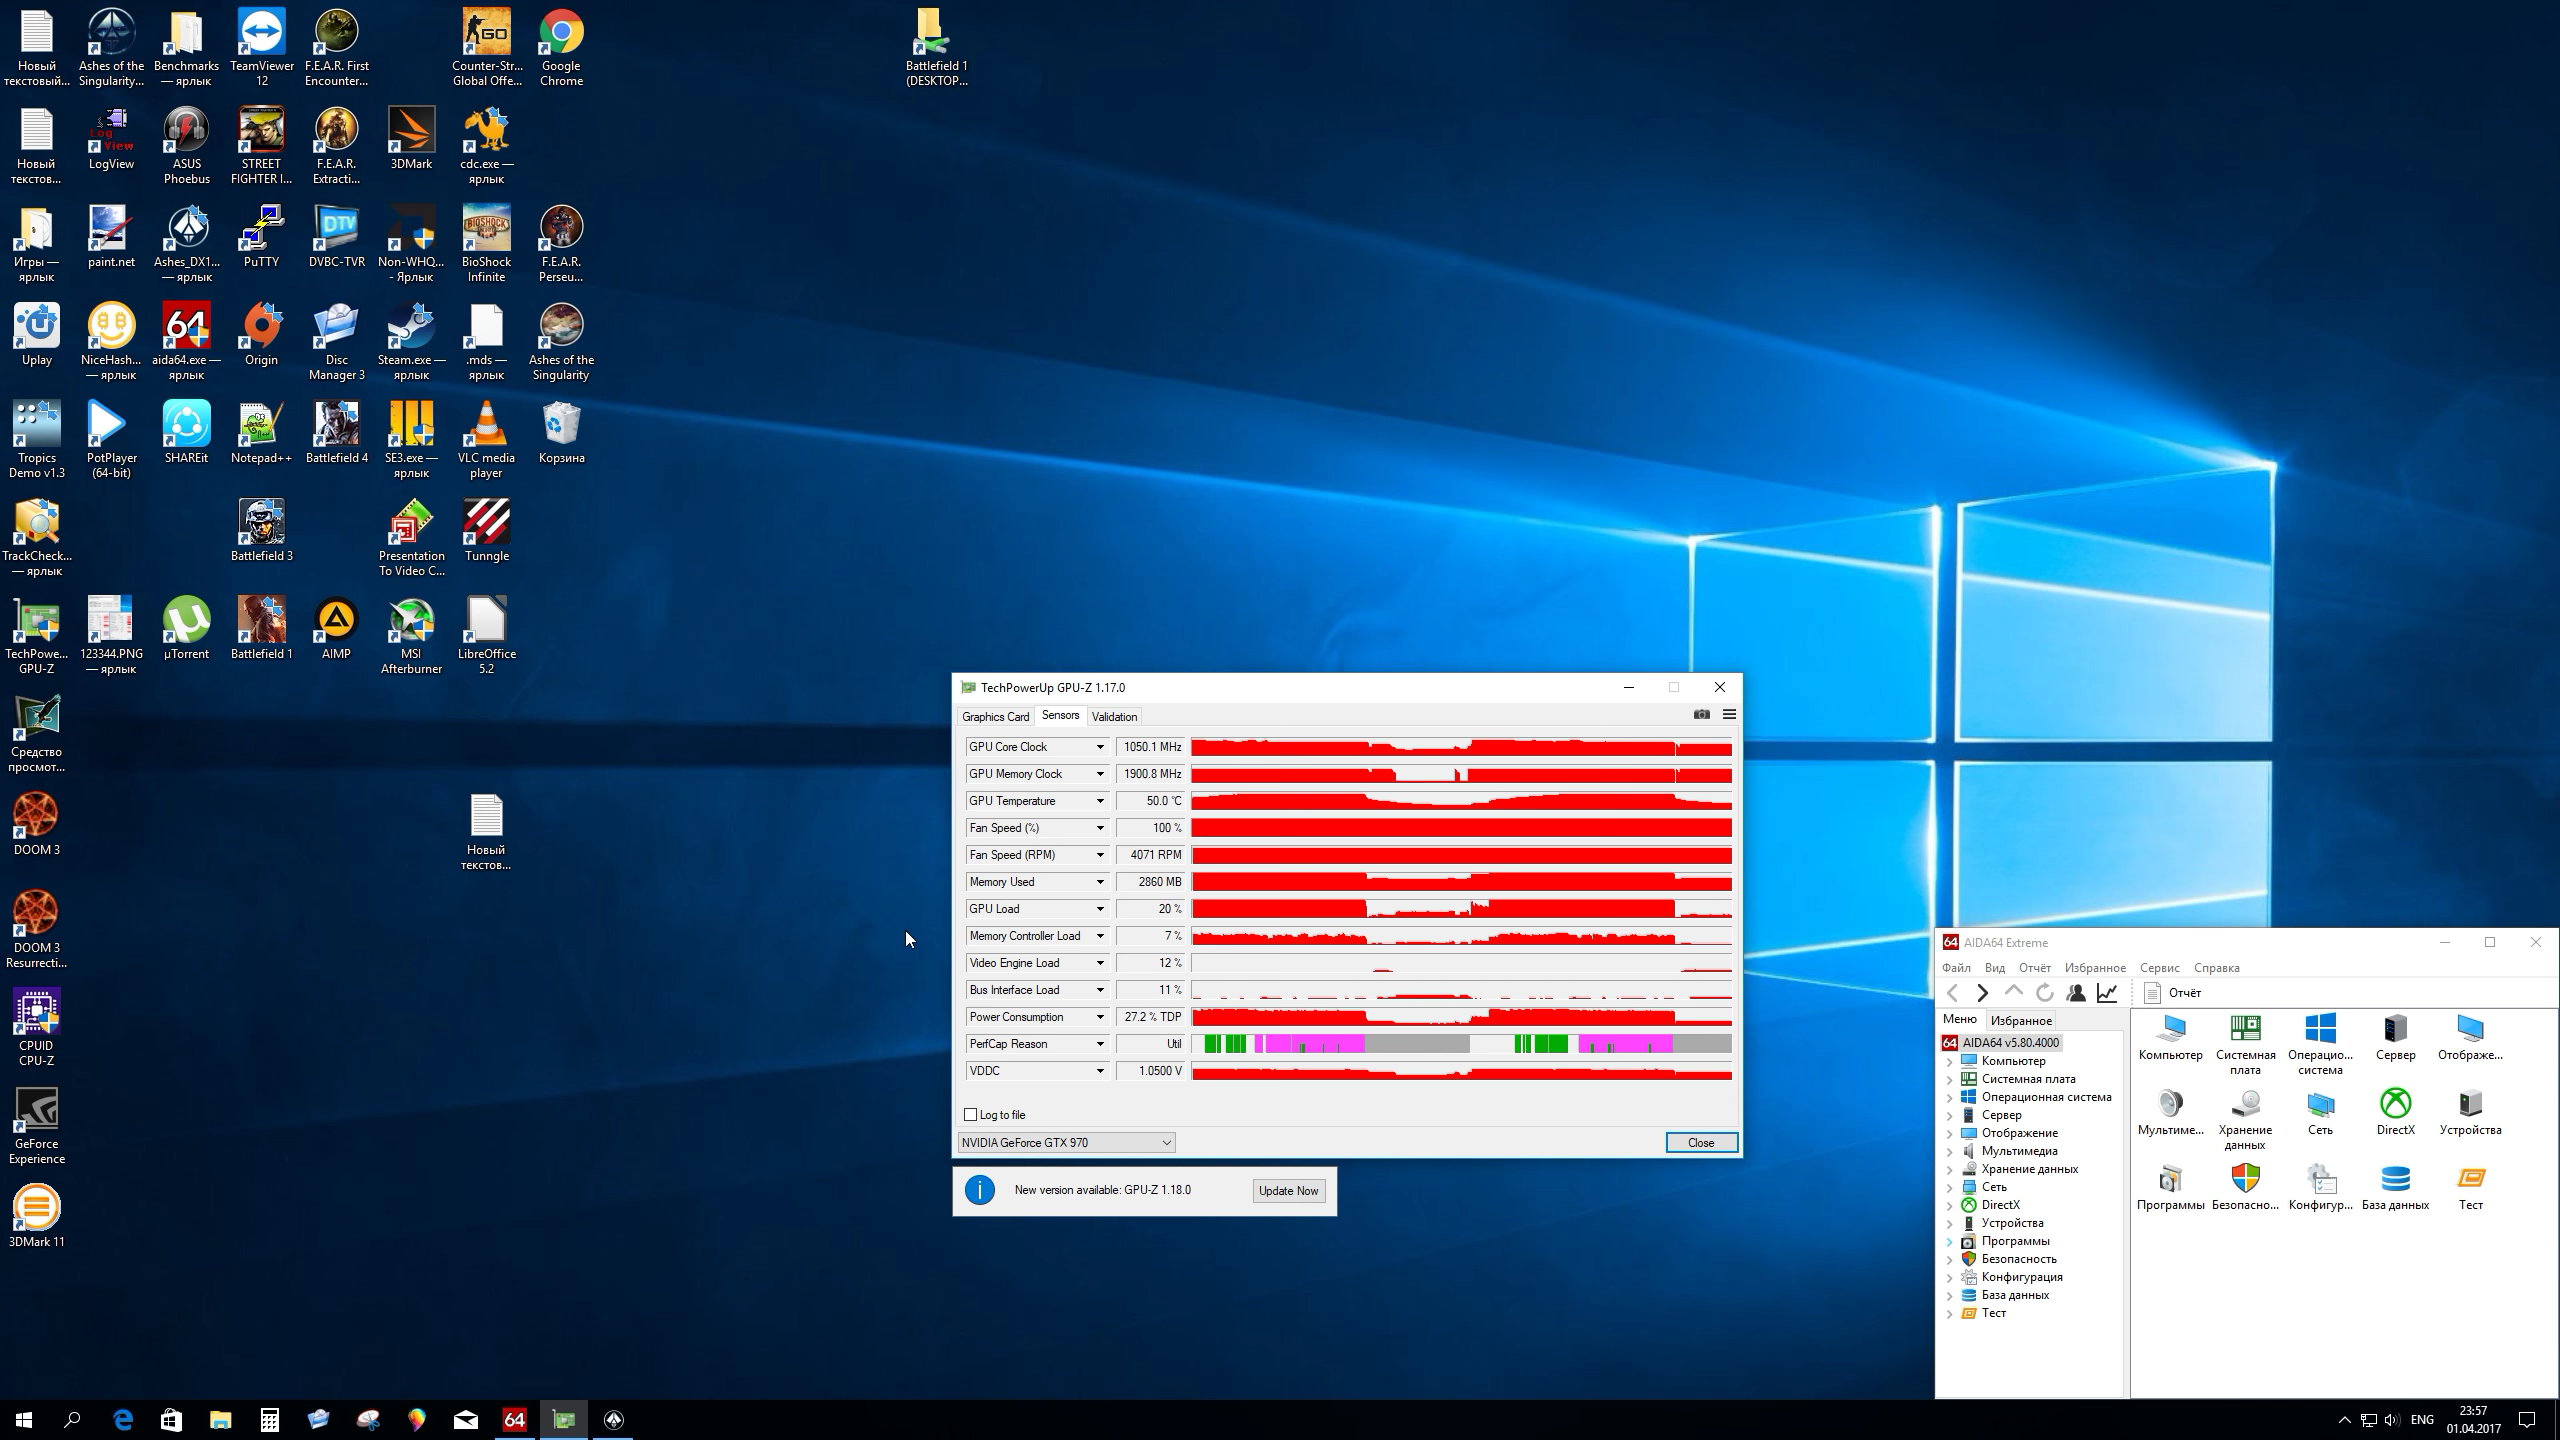 Новый
текстовый...
Ashes of the
Singularity...
Benchmarks
— ярлык
TeamViewer
12
F.E.A.R. First
Encounter...
Counter-Str...
Global Offe...
GO
Google
Chrome
Battlefield 1
(DESKTOP...
Новый
текстов...
Log
View
LogView
ASUS
Phoebus
STREET
FIGHTER I...
F.E.A.R.
Extracti...
3DMark
cdc.exe —
ярлык
Игры —
ярлык
paint.net
Ashes_DX1...
— ярлык
PuTTY
DTV
DVBC-TVR
Non-WHQ...
- Ярлык
BIOSHOCK
BioShock
Infinite
F.E.A.R.
Perseu...
Uplay
NiceHash...
— ярлык
64
aida64.exe —
ярлык
Origin
Disc
Manager 3
Steam.exe —
ярлык
.mds —
ярлык
Ashes of the
Singularity
Tropics
Demo v1.3
PotPlayer
(64-bit)
SHAREit
Notepad++
Battlefield 4
SE3.exe —
ярлык
VLC media
player
Корзина
TrackCheck...
— ярлык
Battlefield 3
Presentation
To Video C...
Tunngle
TechPowe...
GPU-Z
123344.PNG
— ярлык
µTorrent
Battlefield 1
AIMP
MSI
Afterburner
LibreOffice
5.2
Средство
просмот...
DOOM 3
Новый
текстов...
DOOM 3
Resurrecti...
CPUID
CPU-Z
GeForce
Experience
3DMark 11
TechPowerUp GPU-Z 1.17.0
Graphics Card
Sensors
Validation
GPU Core Clock 1050.1 MHz
GPU Memory Clock 1900.8 MHz
GPU Temperature 50.0 °C
Fan Speed (%) 100 %
Fan Speed (RPM) 4071 RPM
Memory Used 2860 MB
GPU Load 20 %
Memory Controller Load 7 %
Video Engine Load 12 %
Bus Interface Load 11 %
Power Consumption 27.2 % TDP
PerfCap Reason Util
VDDC 1.0500 V
Log to file
NVIDIA GeForce GTX 970
Close
New version available: GPU-Z 1.18.0
Update Now
64 AIDA64 Extreme
Файл Вид Отчёт Избранное Сервис Справка
Отчёт
Меню Избранное
64 AIDA64 v5.80.4000
Компьютер
Системная плата
Операционная система
Сервер
Отображение
Мультимедиа
Хранение данных
Сеть
DirectX
Устройства
Программы
Безопасность
Конфигурация
База данных
Тест
Компьютер
Системная
плата
Операцио...
система
Сервер
Отображе...
Мультиме...
Хранение
данных
Сеть
DirectX
Устройства
Программы
Безопасно...
Конфигур...
База данных
Тест
64
ENG
23:57
01.04.2017